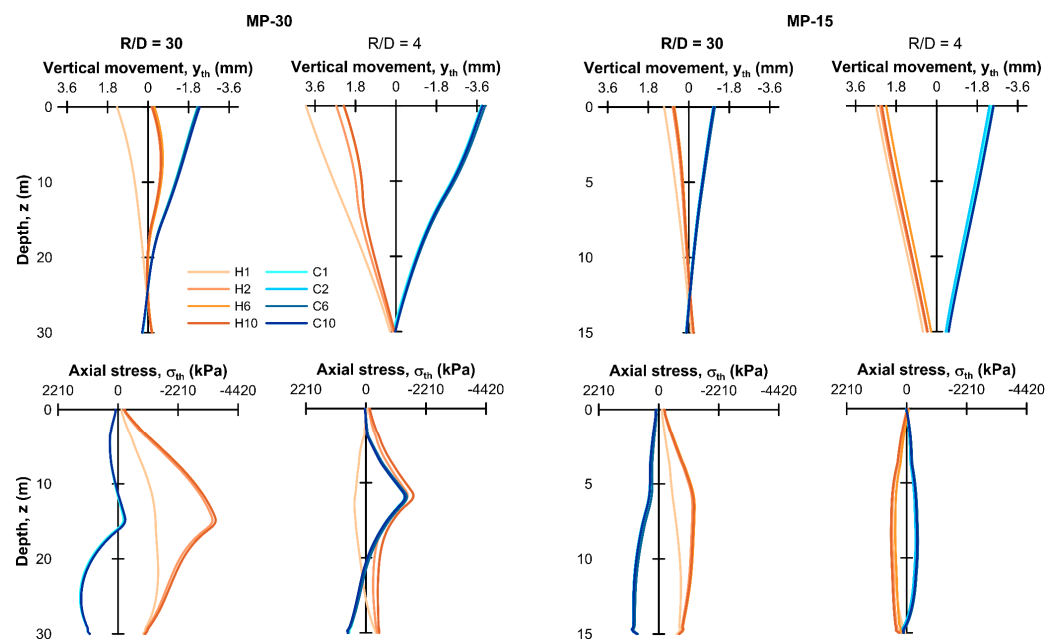 MP-30 MP-15
R/D = 30 R/D = 4 R/D = 30 R/D = 4
Vertical movement, yth (mm) Vertical movement, yth (mm) Vertical movement, yth (mm) Vertical movement, yth (mm)
3.6 1.8 0 -1.8 -3.6 3.6 1.8 0 -1.8 -3.6 3.6 1.8 0 -1.8 -3.6 3.6 1.8 0 -1.8 -3.6
0 0
10 5
Depth, z (m)
20 10
H1 C1
H2 C2
H6 C6
H10 C10
30 15
Axial stress, σth (kPa) Axial stress, σth (kPa) Axial stress, σth (kPa) Axial stress, σth (kPa)
2210 0 -2210 -4420 2210 0 -2210 -4420 2210 0 -2210 -4420 2210 0 -2210 -4420
0 0
10 5
Depth, z (m)
20 10
30 15